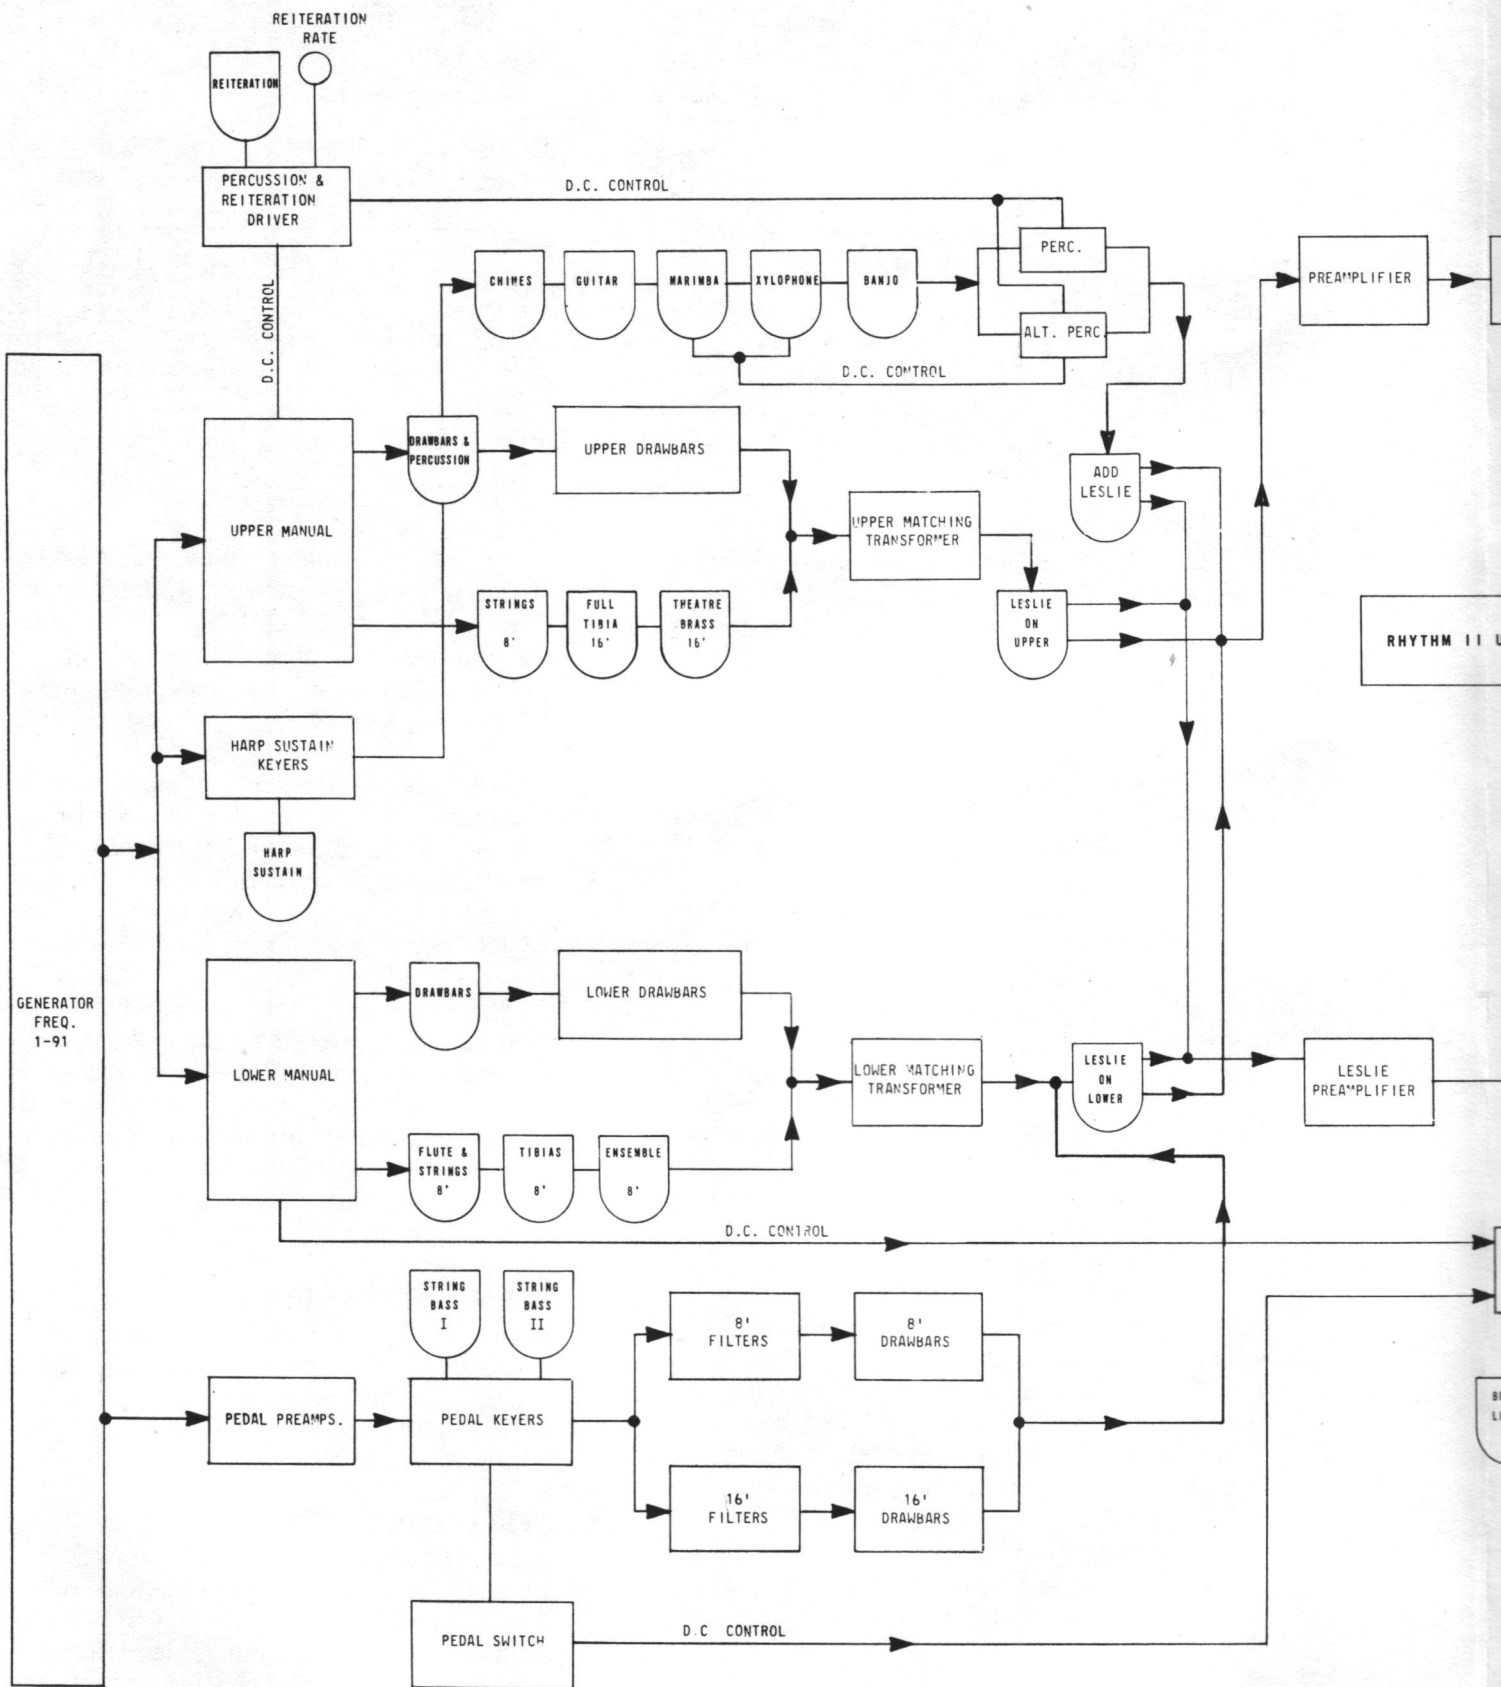 REITERATION
RATE
REITERATION
PERCUSSION &
REITERATION
DRIVER
D.C. CONTROL
D.C. CONTROL
CHIMES
GUITAR
MARIMBA
XYLOPHONE
BANJO
PERC.
ALT. PERC.
D.C. CONTROL
PREAMPLIFIER
DRAWBARS &
PERCUSSION
UPPER DRAWBARS
ADD
LESLIE
UPPER MANUAL
UPPER MATCHING
TRANSFORMER
STRINGS
8'
FULL
TIBIA
16'
THEATRE
BRASS
16'
LESLIE
ON
UPPER
RHYTHM II
HARP SUSTAIN
KEYERS
HARP
SUSTAIN
GENERATOR
FREQ.
1-91
DRAWBARS
LOWER DRAWBARS
LOWER MANUAL
LOWER MATCHING
TRANSFORMER
LESLIE
ON
LOWER
LESLIE
PREAMPLIFIER
FLUTE &
STRINGS
8'
TIBIAS
8'
ENSEMBLE
8'
D.C. CONTROL
STRING
BASS
I
STRING
BASS
II
8'
FILTERS
8'
DRAWBARS
PEDAL PREAMPS.
PEDAL KEYERS
16'
FILTERS
16'
DRAWBARS
PEDAL SWITCH
D.C CONTROL